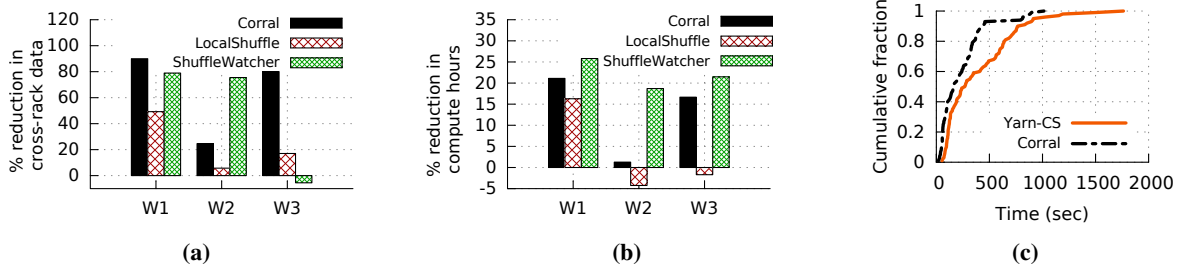 % reduction in
cross-rack data
120
100
80
60
40
20
0
Corral
LocalShuffle
ShuffleWatcher
W1 W2 W3
(a)
% reduction in
compute hours
35
30
25
20
15
10
5
0
-5
Corral
LocalShuffle
ShuffleWatcher
W1 W2 W3
(b)
Cumulative fraction
1
0.8
0.6
0.4
0.2
0
Yarn-CS
Corral
0 500 1000 1500 2000
Time (sec)
(c)